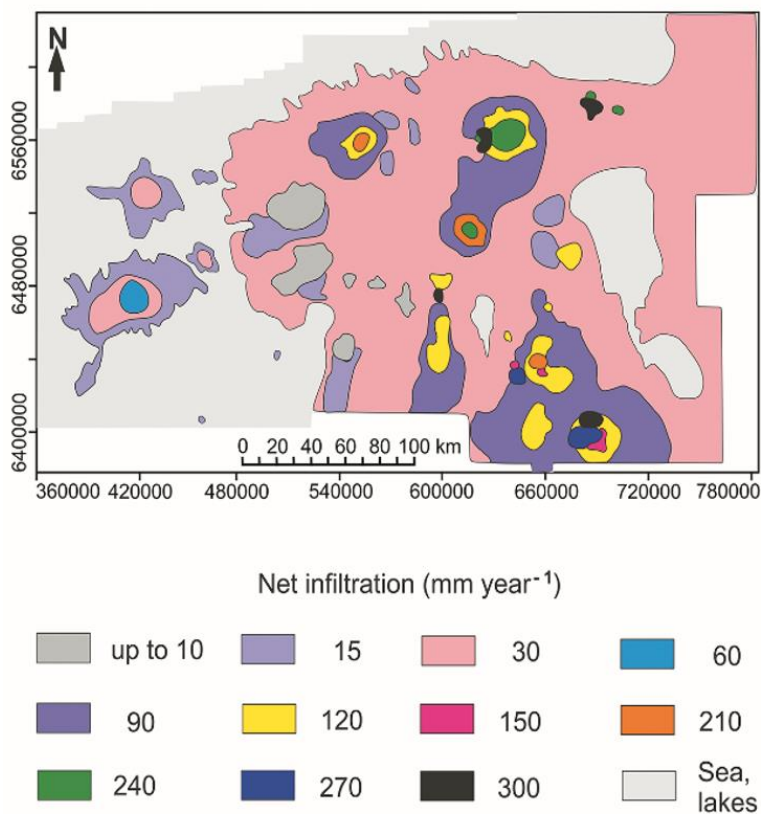 N
6560000
6480000
6400000
0 20 40 60 80 100 km
360000 420000 480000 540000 600000 660000 720000 780000
Net infiltration (mm year⁻¹)
up to 10 15 30 60
90 120 150 210
240 270 300 Sea,
lakes